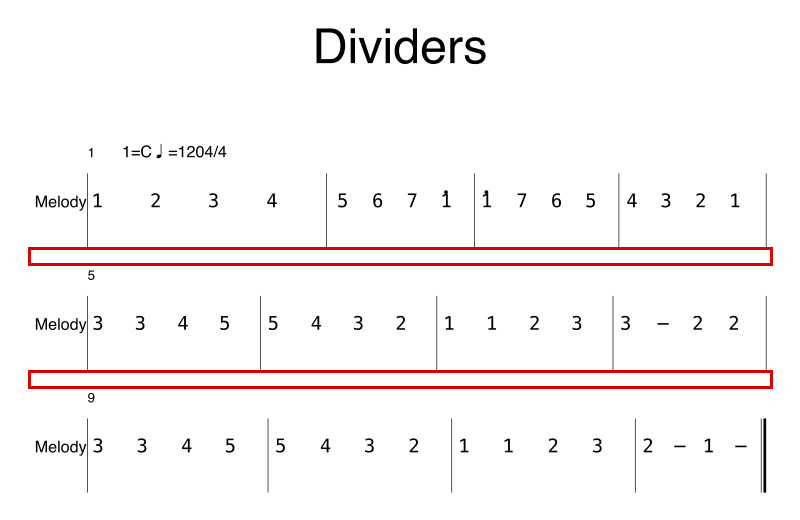 Dividers
1 1=C♩=1204/4
Melody 1 2 3 4 5 6 7 1̇ 1̇ 7 6 5 4 3 2 1
5
Melody 3 3 4 5 5 4 3 2 1 1 2 3 3 – 2 2
9
Melody 3 3 4 5 5 4 3 2 1 1 2 3 2 – 1 –